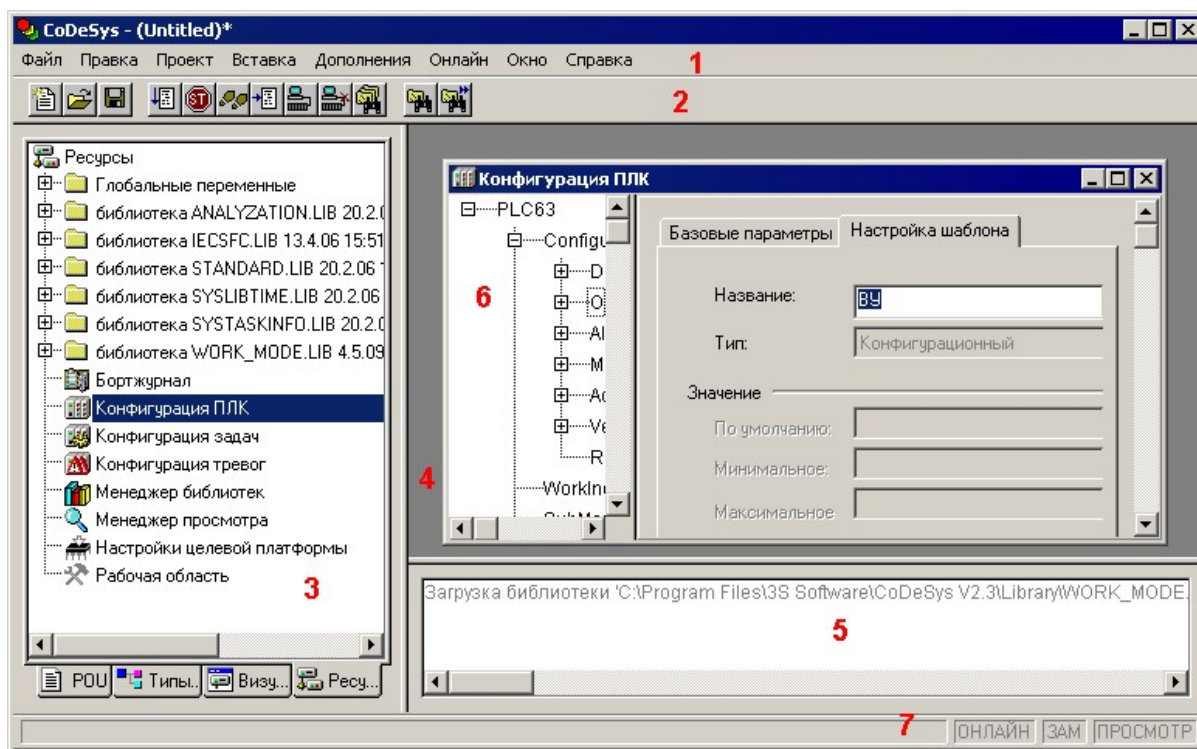 CoDeSys - (Untitled)*
Файл Правка Проект Вставка Дополнения Онлайн Окно Справка
1
2
Ресурсы
Глобальные переменные
библиотека ANALYZATION.LIB 20.2.0
библиотека IECSFC.LIB 13.4.06 15:51
библиотека STANDARD.LIB 20.2.06
библиотека SYSLIBTIME.LIB 20.2.06
библиотека SYSTASKINFO.LIB 20.2.0
библиотека WORK_MODE.LIB 4.5.09
Бортжурнал
Конфигурация ПЛК
Конфигурация задач
Конфигурация тревог
Менеджер библиотек
Менеджер просмотра
Настройки целевой платформы
Рабочая область
3
POU Типы.. Визу... Ресу...
4
Конфигурация ПЛК
PLC63
Configu
D
O
AI
M
Ac
Ve
R
WorkIn
6
Базовые параметры Настройка шаблона
Название: ВУ
Тип: Конфигурационный
Значение
По умолчанию:
Минимальное:
Максимальное
Загрузка библиотеки 'C:\Program Files\3S Software\CoDeSys V2.3\Library\WORK_MODE.
5
7
ОНЛАЙН ЗАМ ПРОСМОТР